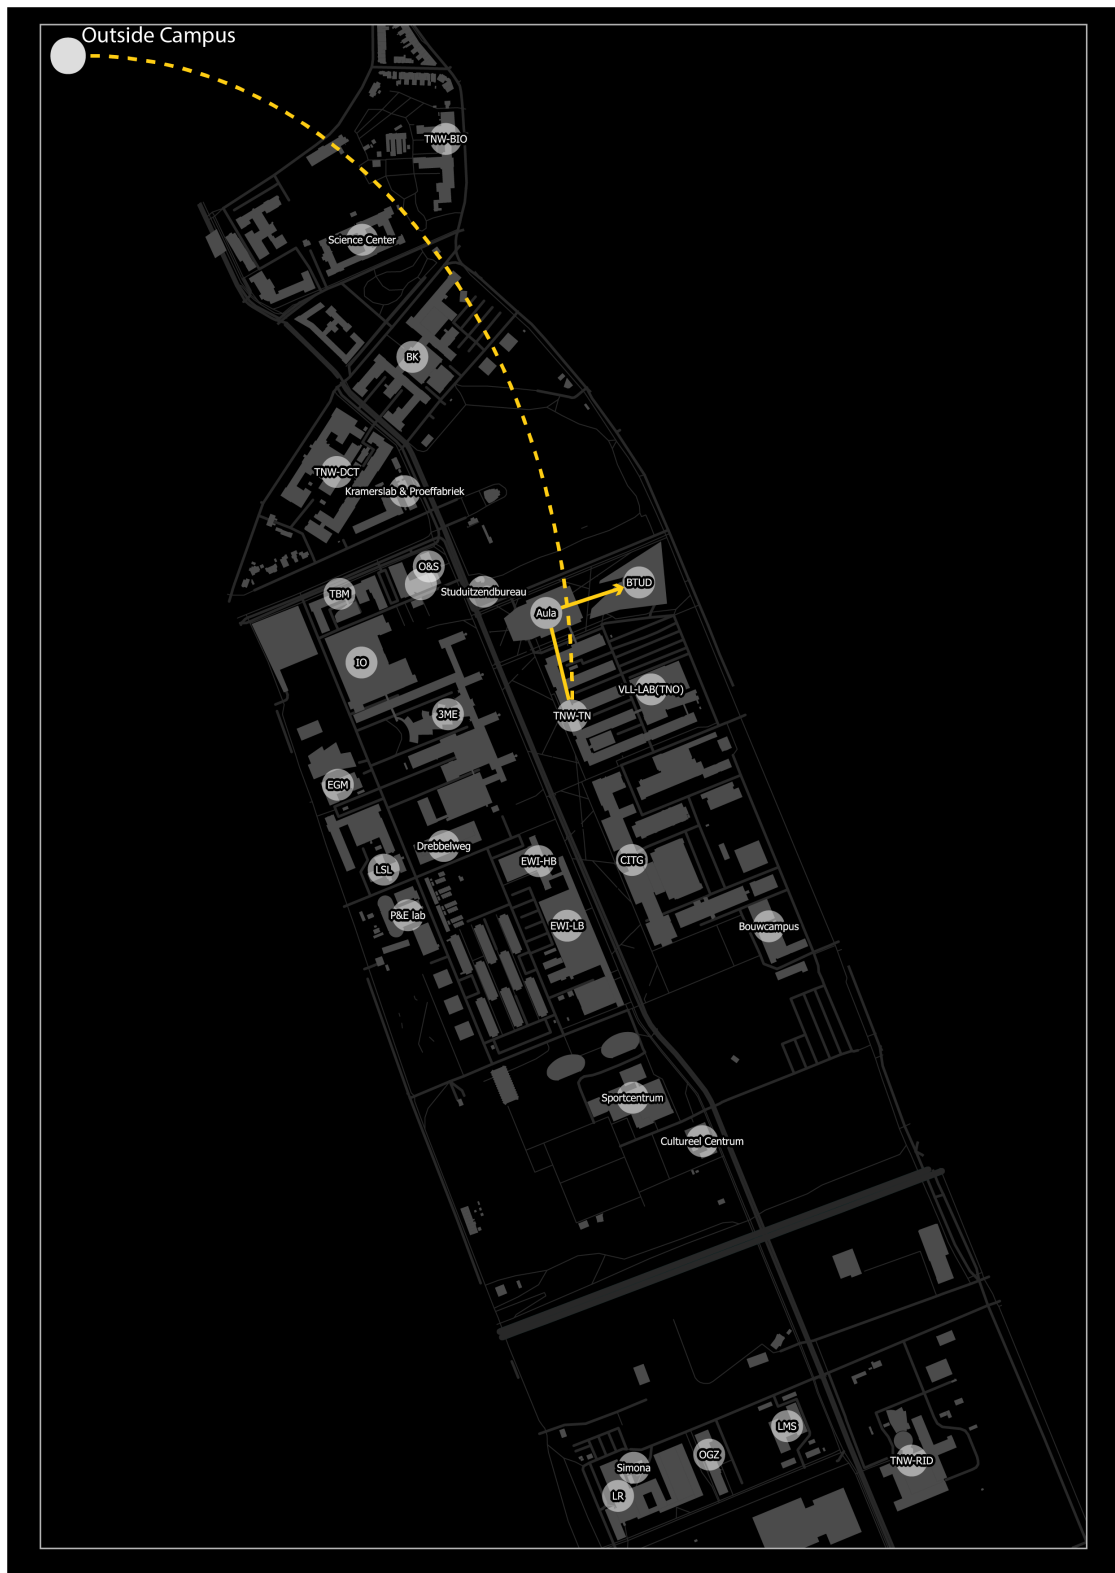 Outside Campus
TNW-BIO
Science Center
BK
TNW-DCT
Kramerslab & Proeffabriek
O&S
TBM
Studuitzendbureau
BTUD
Aula
IO
VLL-LAB(TNO)
3ME
TNW-TN
EGM
Drebbelweg
EWI-HB
CITG
LSL
P&E lab
EWI-LB
Bouwcampus
Sportcentrum
Cultureel Centrum
LMS
OGZ
TNW-RID
Simona
LR